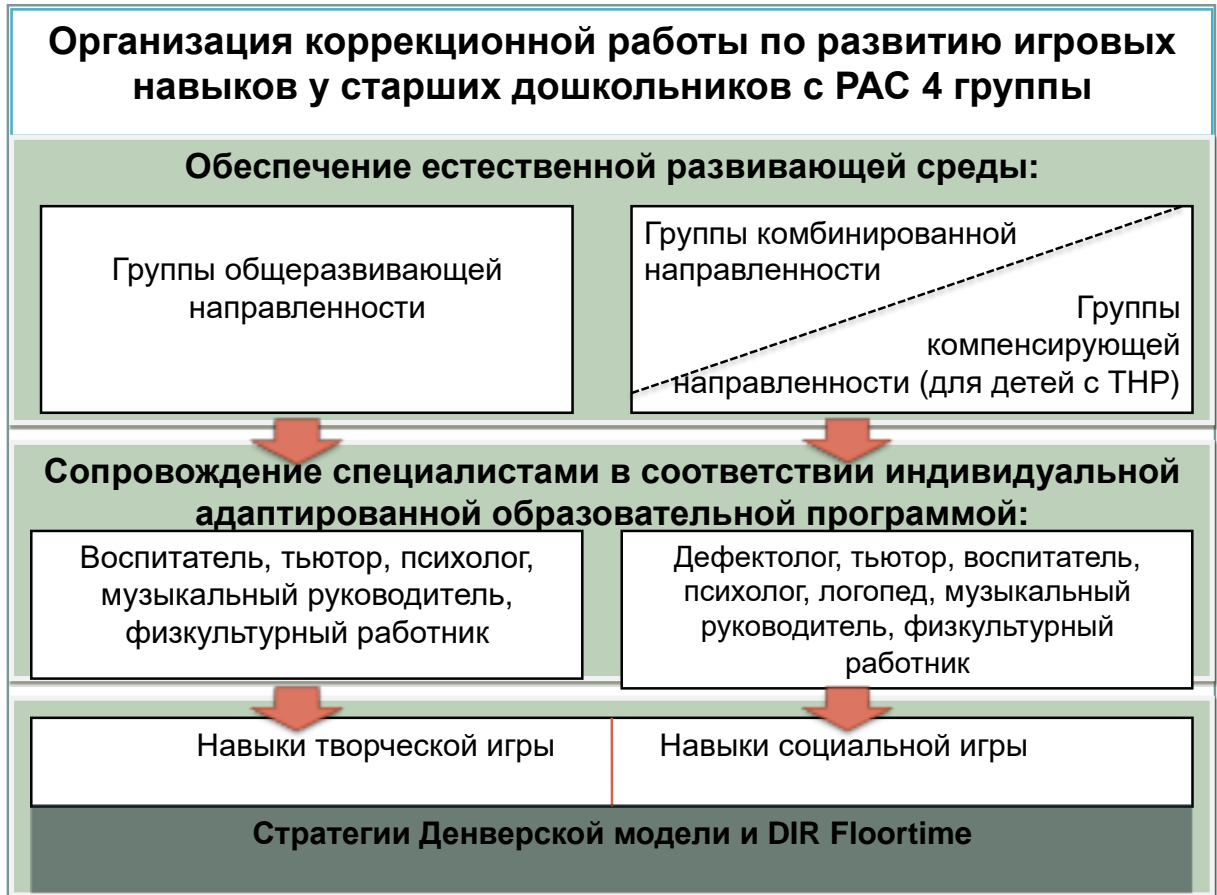 Организация коррекционной работы по развитию игровых
навыков у старших дошкольников с РАС 4 группы
Обеспечение естественной развивающей среды:
Группы общеразвивающей
направленности
Группы комбинированной
направленности
Группы
компенсирующей
направленности (для детей с ТНР)
Сопровождение специалистами в соответствии индивидуальной
адаптированной образовательной программой:
Воспитатель, тьютор, психолог,
музыкальный руководитель,
физкультурный работник
Дефектолог, тьютор, воспитатель,
психолог, логопед, музыкальный
руководитель, физкультурный
работник
Навыки творческой игры
Навыки социальной игры
Стратегии Денверской модели и DIR Floortime